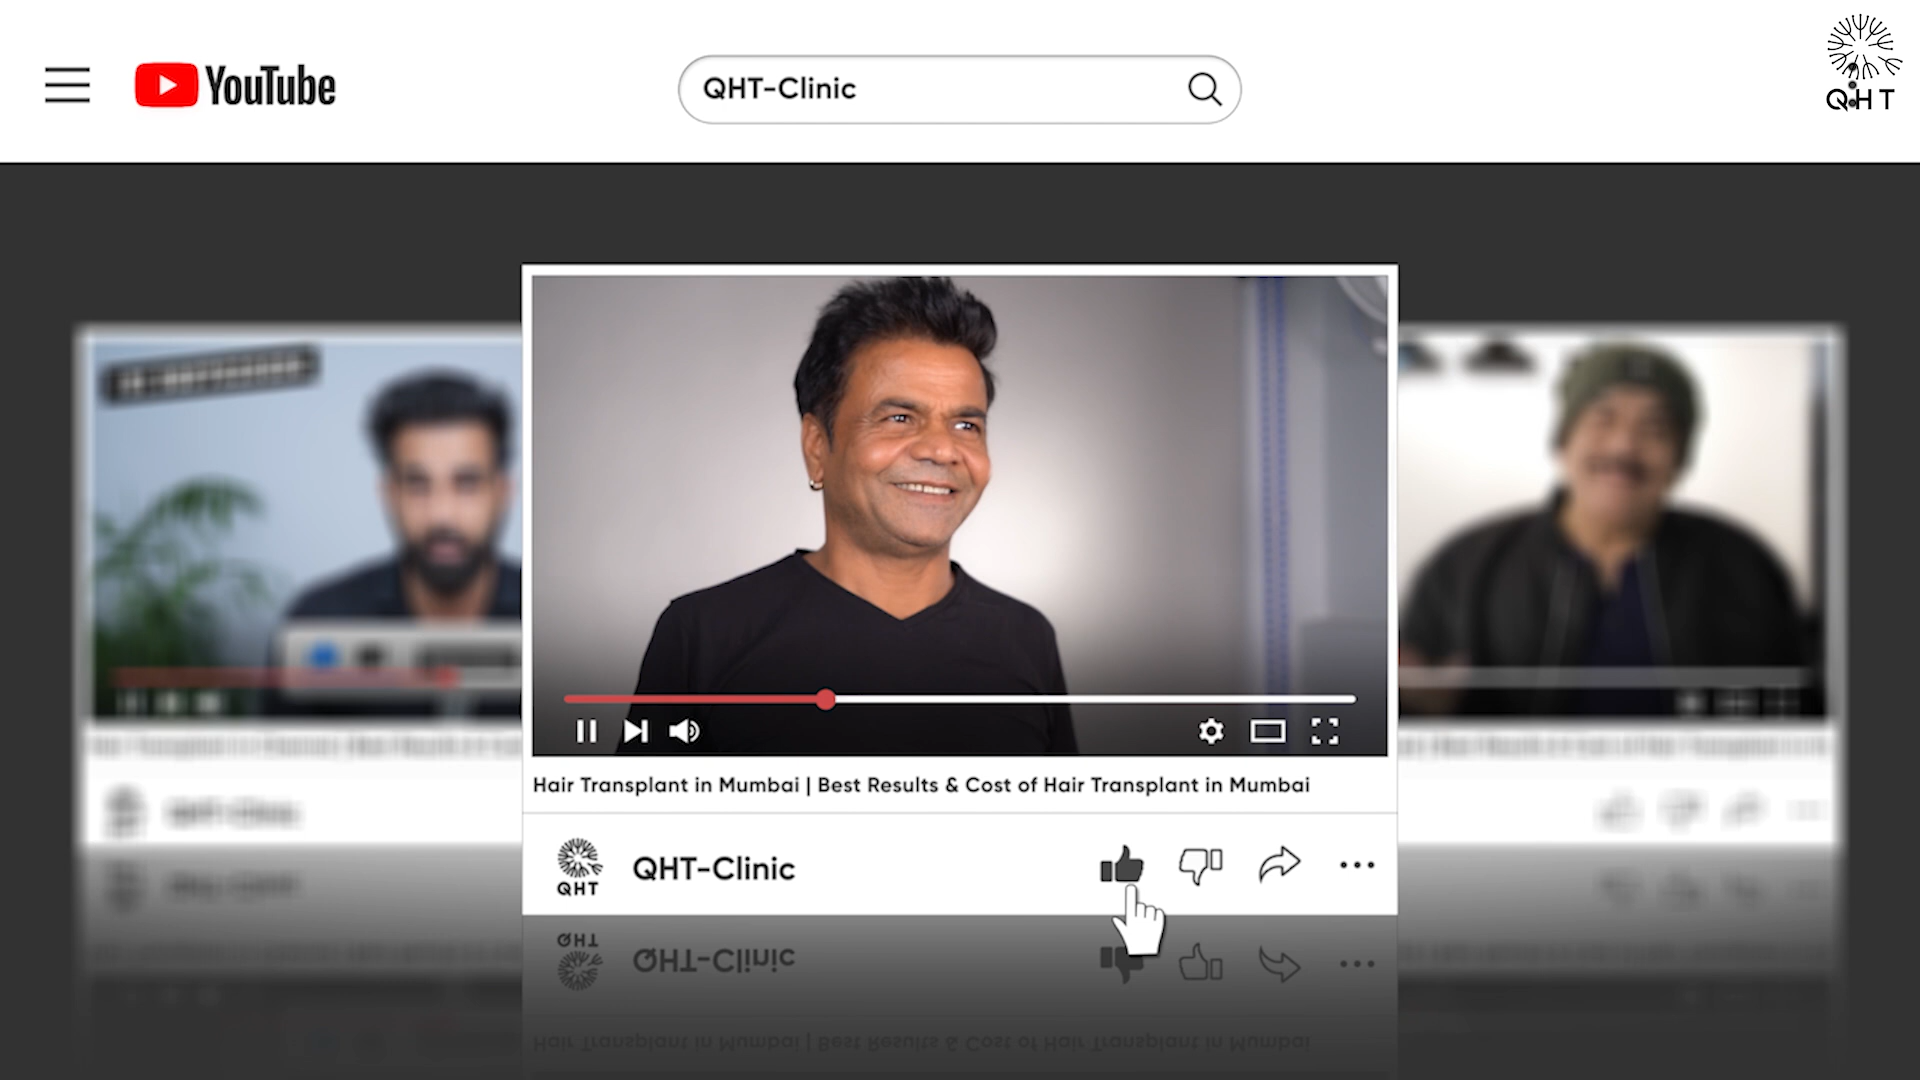 YouTube
QHT-Clinic
QHT
Hair Transplant in Mumbai | Best Results & Cost of Hair Transplant in Mumbai
QHT
QHT-Clinic